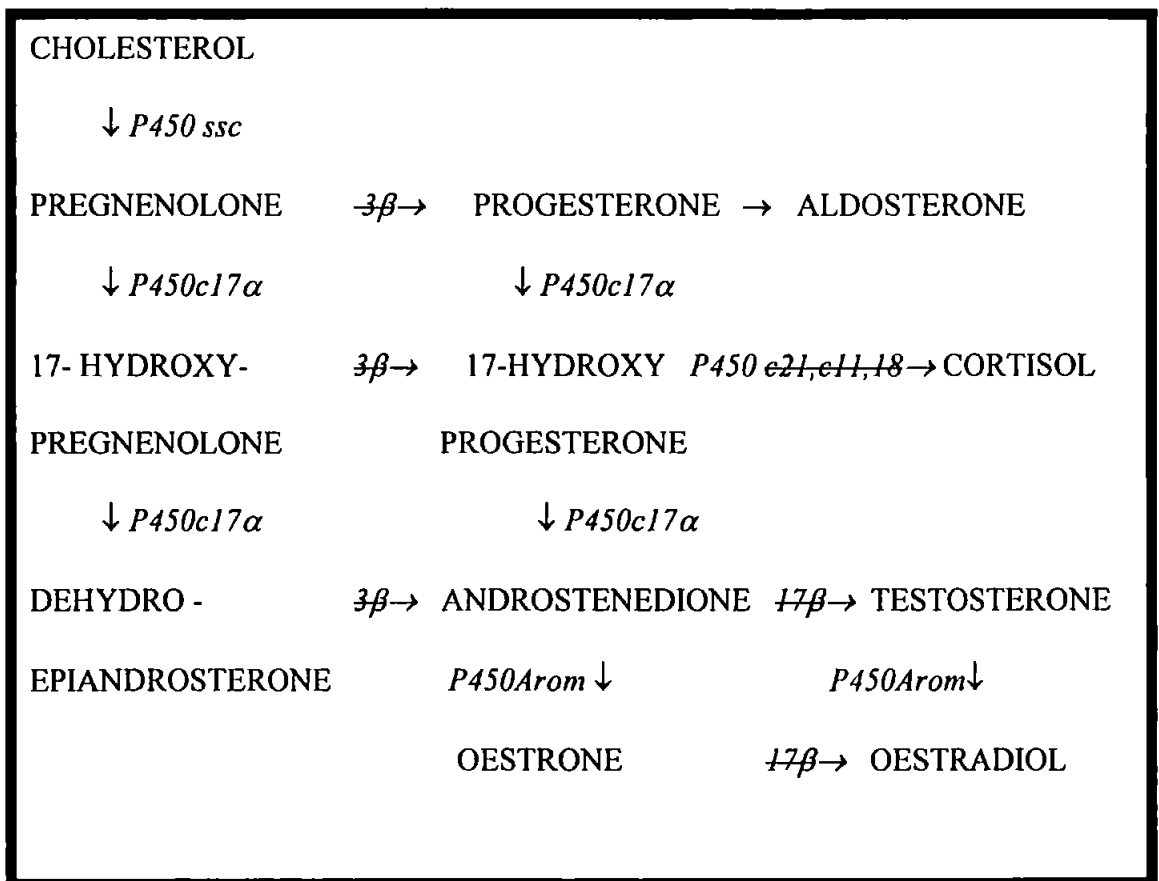 CHOLESTEROL
↓ P450 ssc
PREGNENOLONE 3β→ PROGESTERONE → ALDOSTERONE
↓ P450c17α ↓ P450c17α
17- HYDROXY- 3β→ 17-HYDROXY P450 c21,c11,18→ CORTISOL
PREGNENOLONE PROGESTERONE
↓ P450c17α ↓ P450c17α
DEHYDRO - 3β→ ANDROSTENEDIONE 17β→ TESTOSTERONE
EPIANDROSTERONE P450Arom ↓ P450Arom↓
OESTRONE 17β→ OESTRADIOL